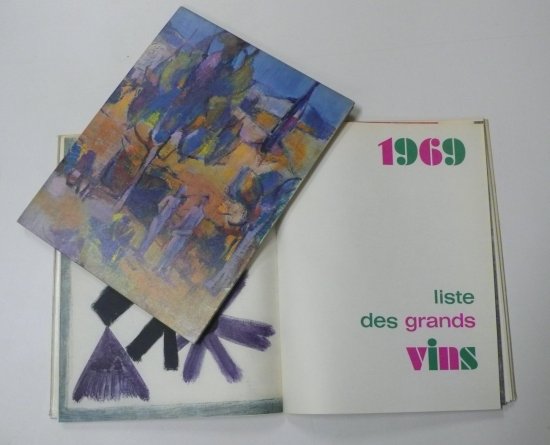 1969
liste
des grands
vins